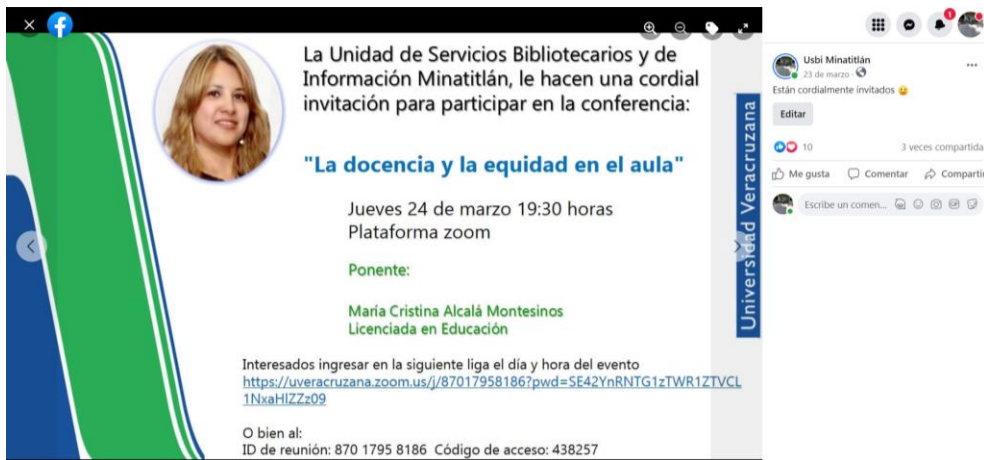 La Unidad de Servicios Bibliotecarios y de
Información Minatitlán, le hacen una cordial
invitación para participar en la conferencia:
"La docencia y la equidad en el aula"
Jueves 24 de marzo 19:30 horas
Plataforma zoom
Ponente:
María Cristina Alcalá Montesinos
Licenciada en Educación
Interesados ingresar en la siguiente liga el día y hora del evento
https://uveracruzana.zoom.us/j/87017958186?pwd=SE42YnRNTG1zTWR1ZTVCL
1NxaHlZZz09
O bien al:
ID de reunión: 870 1795 8186 Código de acceso: 438257
Universidad Veracruzana
1
Usbi Minatitlán
23 de marzo
Están cordialmente invitados
Editar
10
3 veces compartida
Me gusta Comentar Compartir
Escribe un comen... GIF